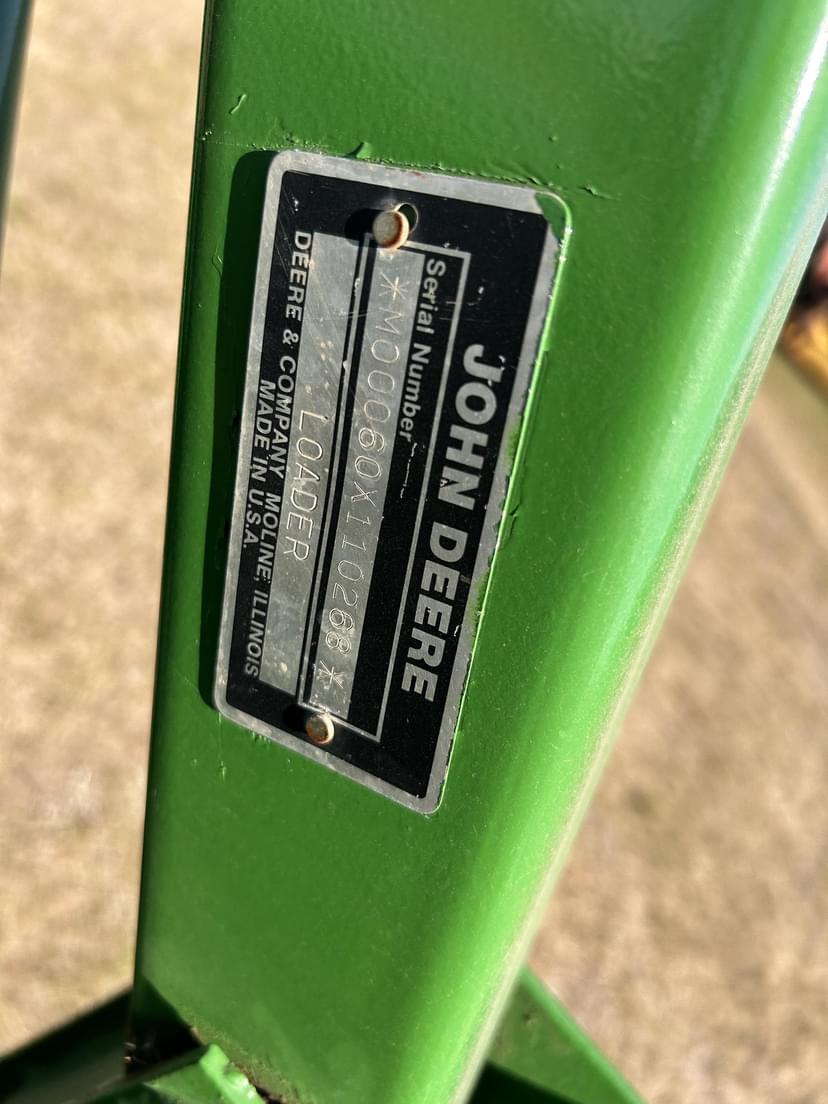 JOHN DEERE
Serial Number
*M00060X110268*
LOADER
DEERE & COMPANY MOLINE, ILLINOIS
MADE IN U.S.A.